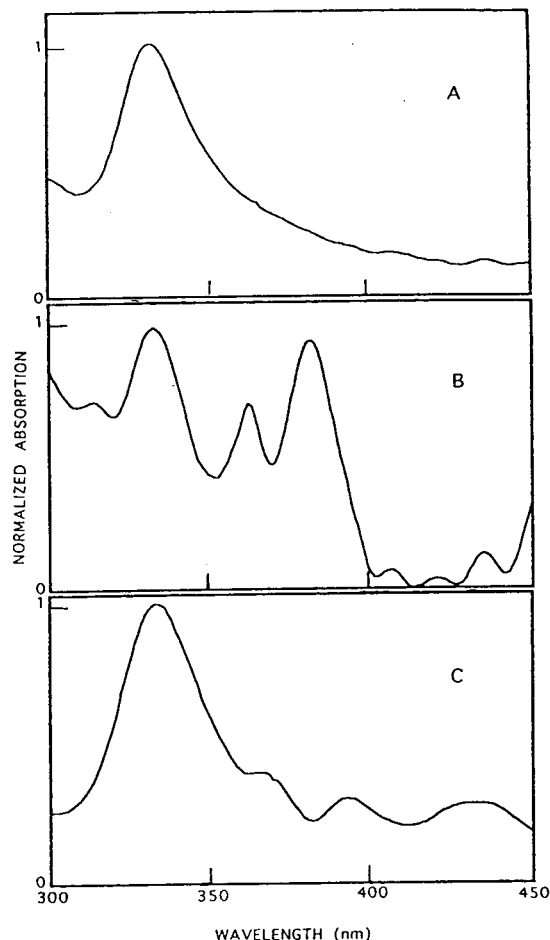 1
A
0
1
B
NORMALIZED ABSORPTION
0
1
C
0
300 350 400 450
WAVELENGTH (nm)